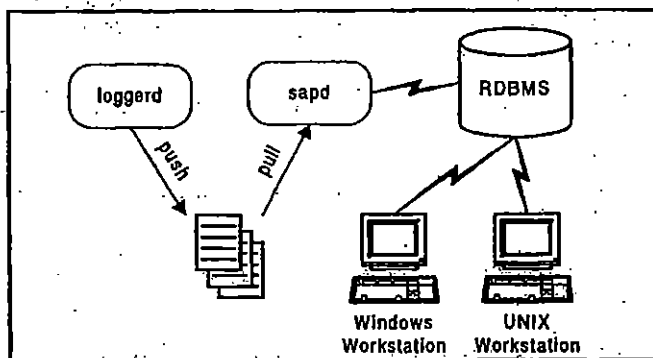 loggerd
sapd
RDBMS
push
pull
Windows
Workstation
UNIX
Workstation